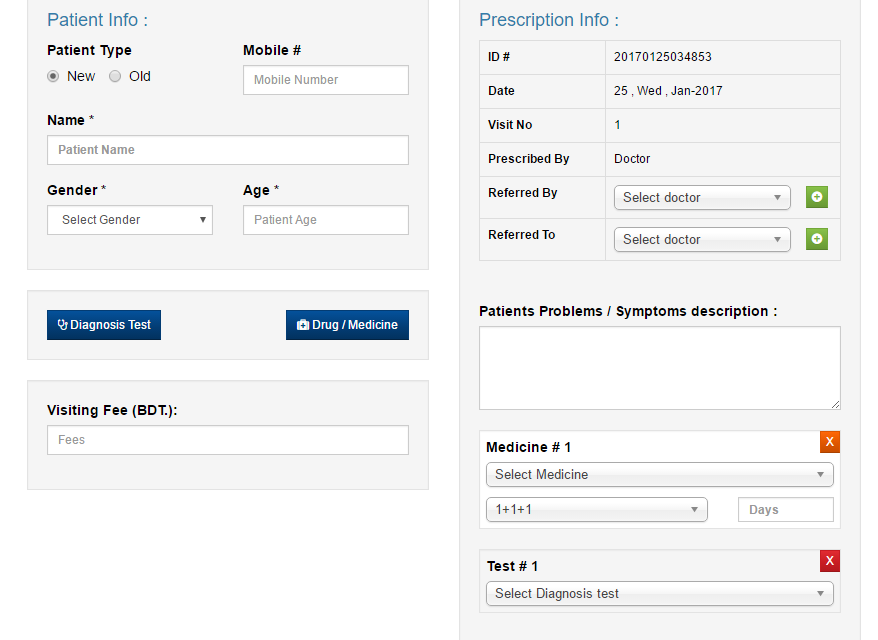 Patient Info :
Patient Type
New Old
Mobile #
Mobile Number
Name *
Patient Name
Gender *
Select Gender
Age *
Patient Age
Diagnosis Test
Drug / Medicine
Visiting Fee (BDT.):
Fees
Prescription Info :
ID # 20170125034853
Date 25 , Wed , Jan-2017
Visit No 1
Prescribed By Doctor
Referred By Select doctor
Referred To Select doctor
Patients Problems / Symptoms description :
Medicine # 1 X
Select Medicine
1+1+1 Days
Test # 1 X
Select Diagnosis test